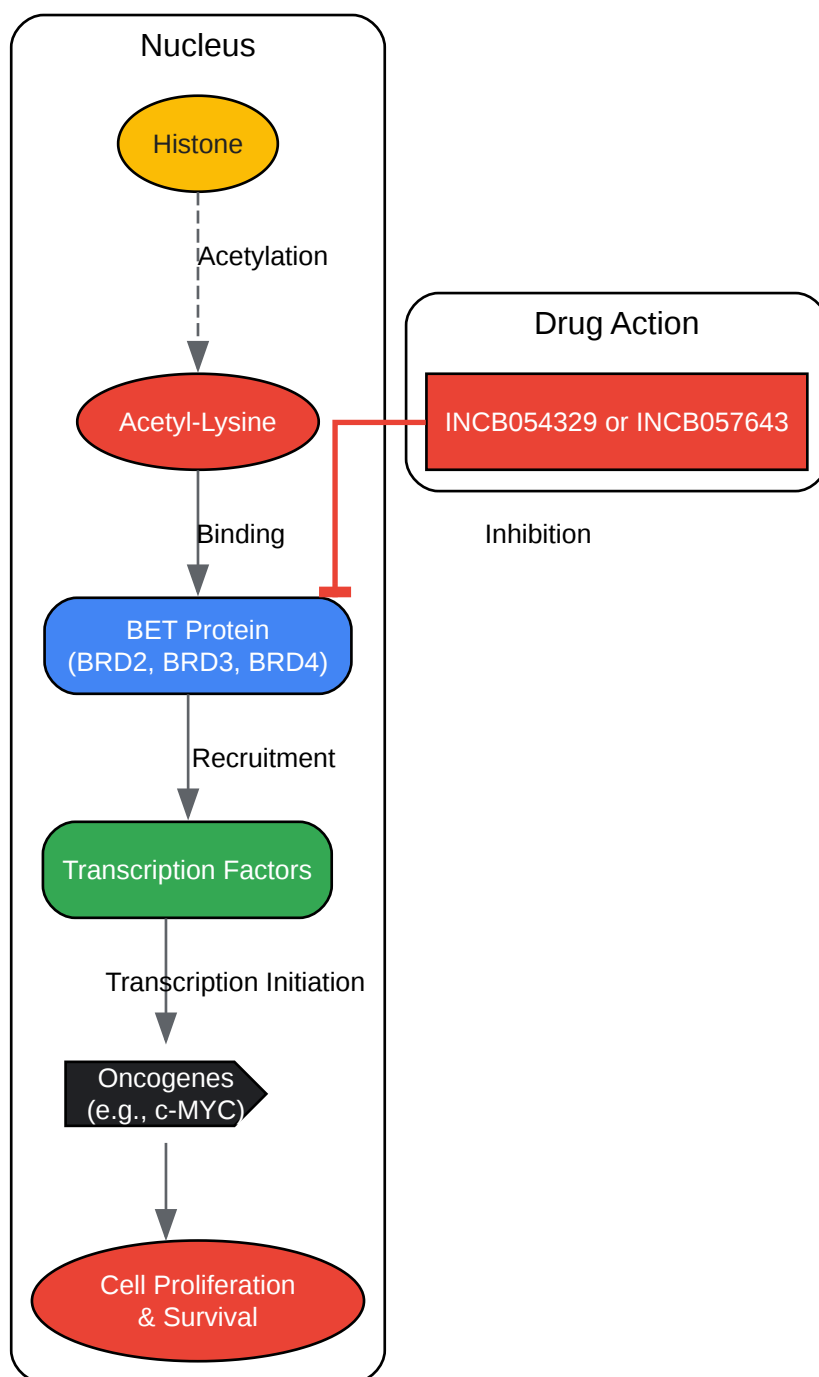 Nucleus
Histone
Acetylation
Drug Action
Acetyl-Lysine
INCB054329 or INCB057643
Binding
Inhibition
BET Protein
(BRD2, BRD3, BRD4)
Recruitment
Transcription Factors
Transcription Initiation
Oncogenes
(e.g., c-MYC)
Cell Proliferation
& Survival